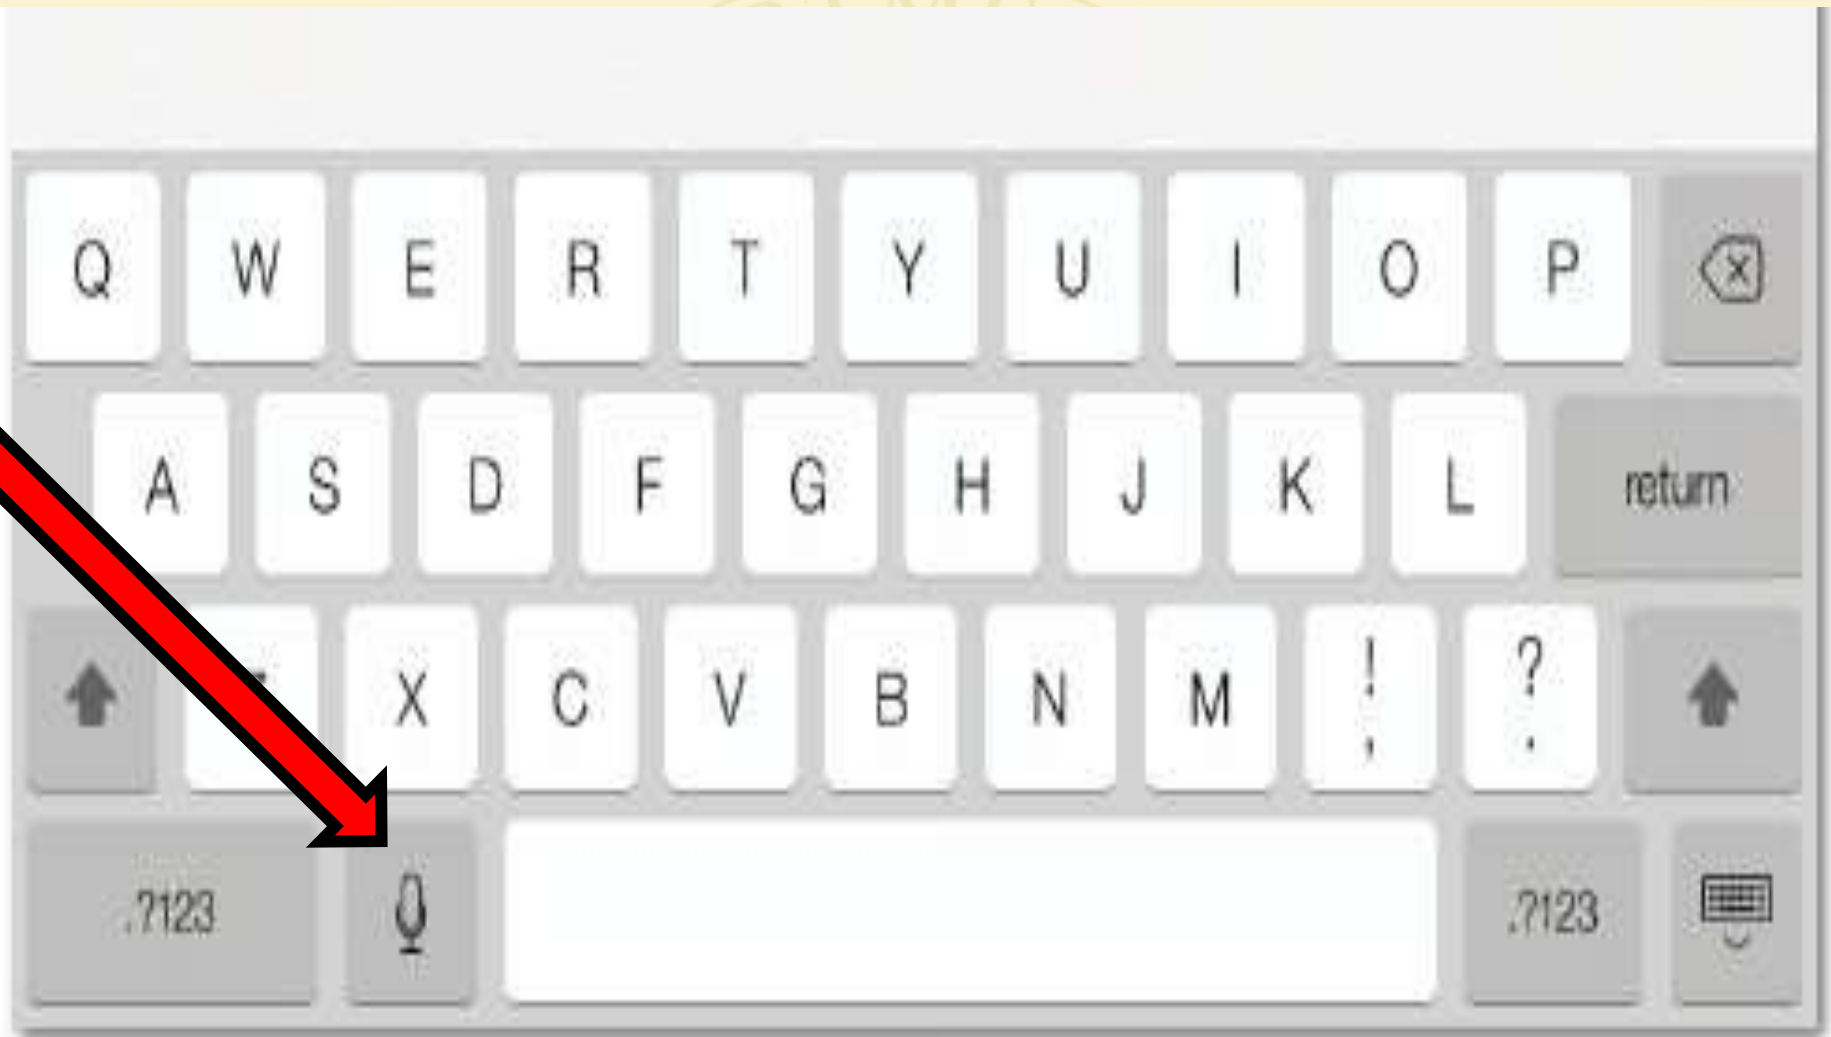 Q W E R T Y U I O P
A S D F G H J K L return
X C V B N M ! , ? .
.?123 .?123